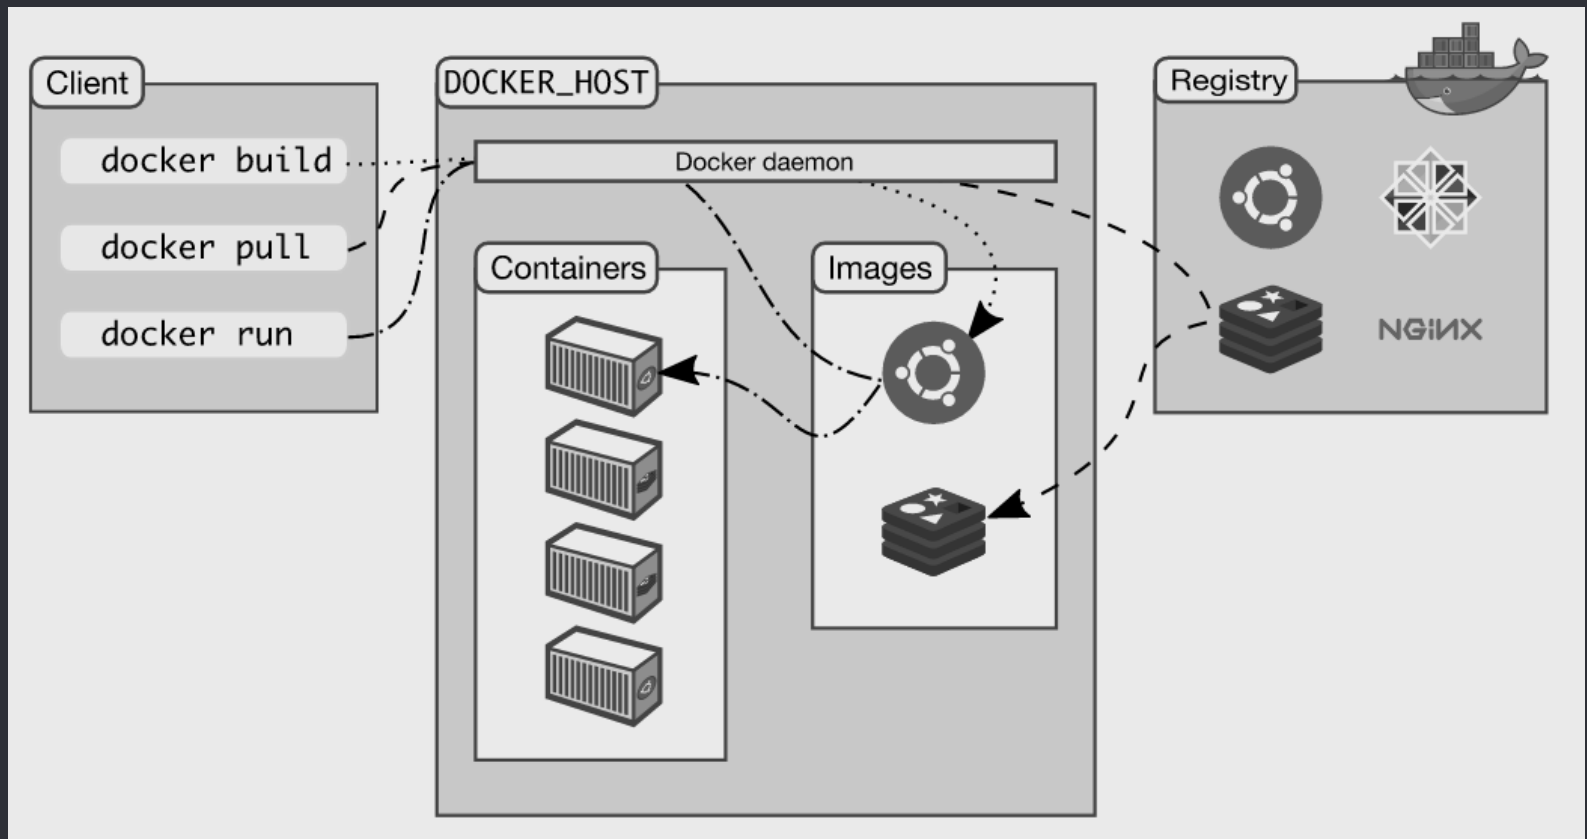 Client
docker build
docker pull
docker run
DOCKER_HOST
Docker daemon
Containers
Images
Registry
NGiNX